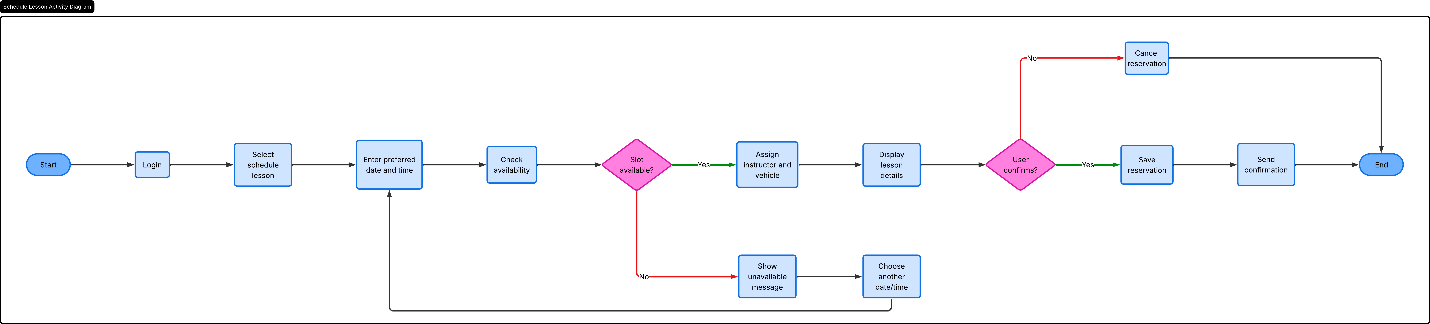 Schedule Lesson Activity Diagram
Start
Login
Select
schedule
lesson
Enter preferred
date and time
Check
availability
Slot
available?
Yes
Assign
instructor and
vehicle
Display
lesson
details
User
confirms?
Yes
Save
reservation
Send
confirmation
End
No
Cancel
reservation
No
Show
unavailable
message
Choose
another
date/time